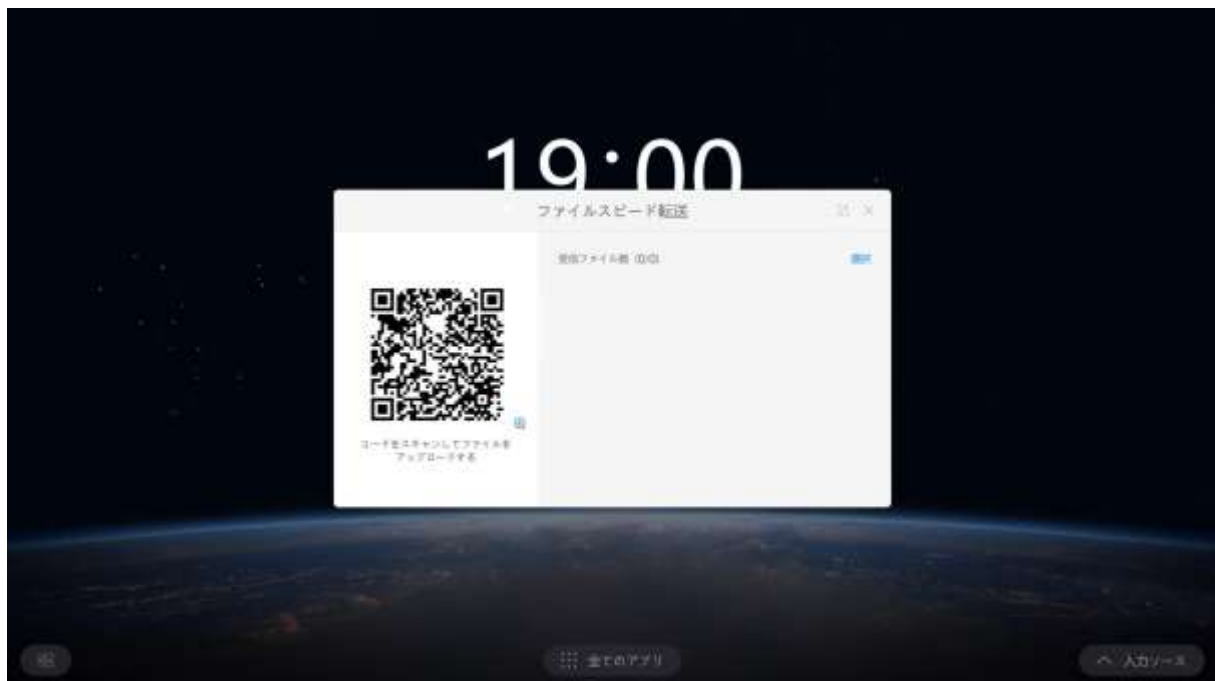 19:00
ファイルスピード転送
受信ファイル数 (0/0)
選択
コードをスキャンしてファイルを
アップロードする
全てのアプリ
入力ソース